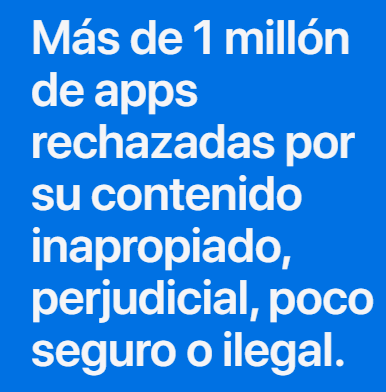 Más de 1 millón
de apps
rechazadas por
su contenido
inapropiado,
perjudicial, poco
seguro o ilegal.